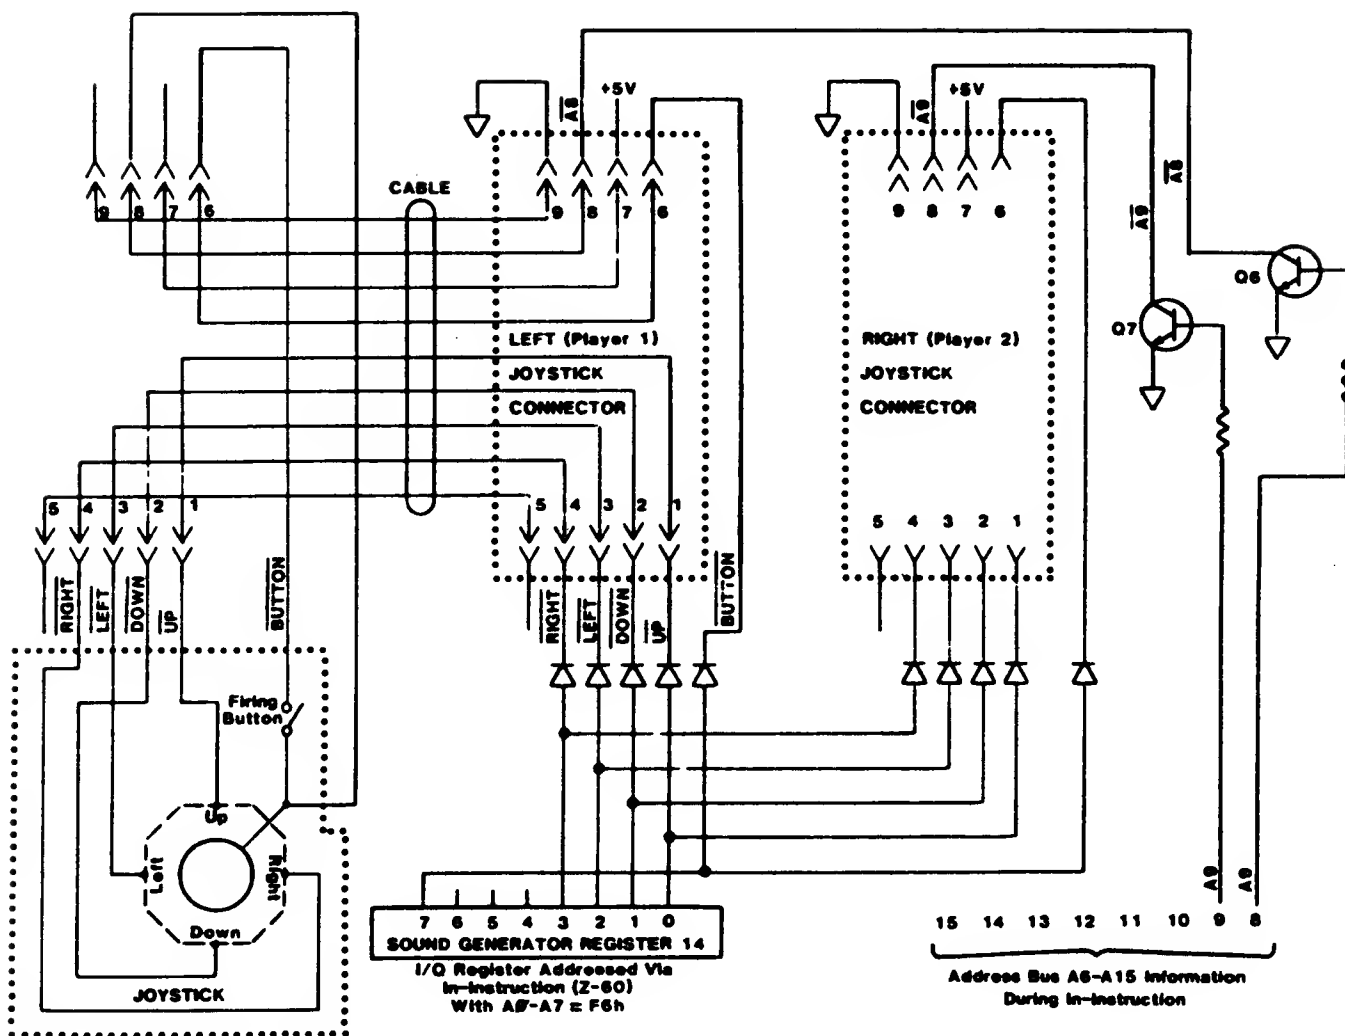 A8
+5V
A9
+5V
9 8 7 6
CABLE
9 8 7 6
9 8 7 6
A8
A9
Q6
Q7
LEFT (Player 1)
JOYSTICK
CONNECTOR
RIGHT (Player 2)
JOYSTICK
CONNECTOR
5 4 3 2 1
5 4 3 2 1
5 4 3 2 1
RIGHT
LEFT
DOWN
UP
BUTTON
RIGHT
LEFT
DOWN
UP
BUTTON
Firing
Button
Up
Left
Right
Down
JOYSTICK
7 6 5 4 3 2 1 0
SOUND GENERATOR REGISTER 14
I/O Register Addressed Via
In-Instruction (Z-60)
With AØ-A7 = F6h
A9
A9
15 14 13 12 11 10 9 8
Address Bus A6-A15 Information
During In-Instruction